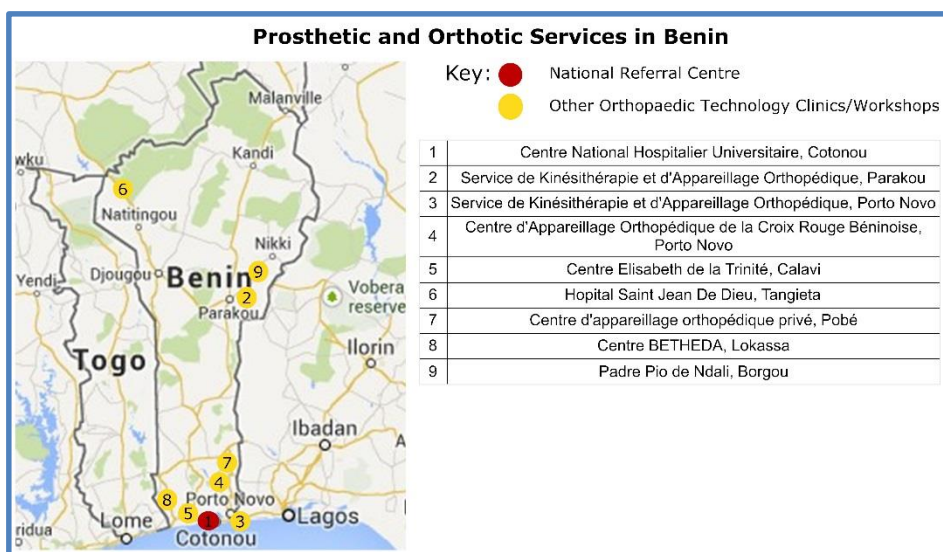 Prosthetic and Orthotic Services in Benin
Key:
National Referral Centre
Other Orthopaedic Technology Clinics/Workshops
1 Centre National Hospitalier Universitaire, Cotonou
2 Service de Kinésithérapie et d'Appareillage Orthopédique, Parakou
3 Service de Kinésithérapie et d'Appareillage Orthopédique, Porto Novo
4 Centre d'Appareillage Orthopédique de la Croix Rouge Béninoise,
Porto Novo
5 Centre Elisabeth de la Trinité, Calavi
6 Hopital Saint Jean De Dieu, Tangieta
7 Centre d'appareillage orthopédique privé, Pobé
8 Centre BETHEDA, Lokassa
9 Padre Pio de Ndali, Borgou
Malanville
wku
Kandi
6
Natitingou
Nikki
Djougou
Benin
9
Yendi
2
Vobera
reserve
Parakou
Ilorin
Togo
Ibadan
A
7
4
8
Porto Novo
5
1
3
Lome
Lagos
Cotonou
ridua